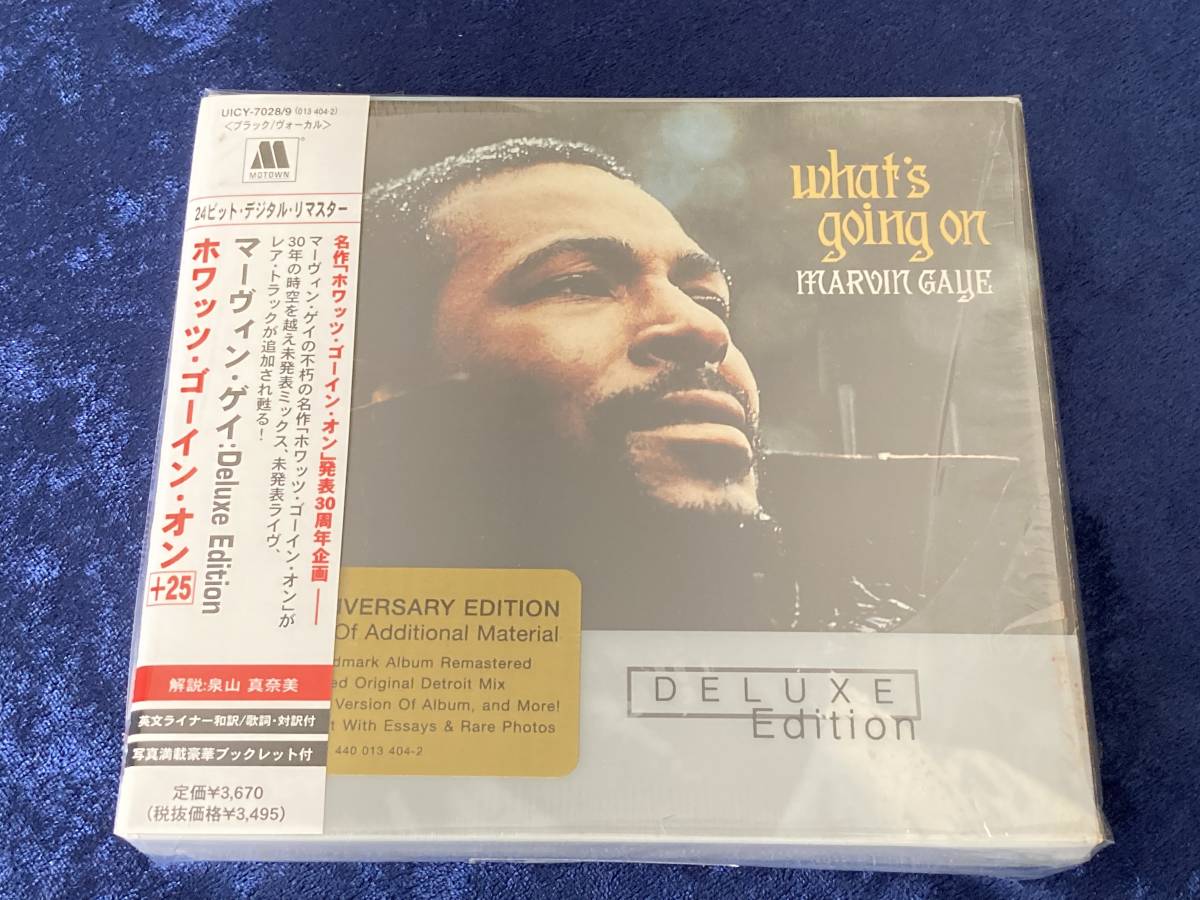 UICY-7028/9 (013 404-2)
<ブラック/ヴォーカル>
MOTOWN
24ビット・デジタル・リマスター
名作「ホワッツ・ゴーイン・オン」発表30周年企画——
マーヴィン・ゲイの不朽の名作「ホワッツ・ゴーイン・オン」が
30年の時空を越え未発表ミックス、未発表ライヴ、
レア・トラックが追加され甦る!
マーヴィン・ゲイ:Deluxe Edition
ホワッツ・ゴーイン・オン +25
解説:泉山 真奈美
英文ライナー和訳/歌詞・対訳付
写真満載豪華ブックレット付
定価¥3,670
(税抜価格¥3,495)
what's
going on
MARVIN GAYE
IVERSARY EDITION
Of Additional Material
dmark Album Remastered
ed Original Detroit Mix
Version Of Album, and More!
t With Essays & Rare Photos
440 013 404-2
DELUXE
Edition